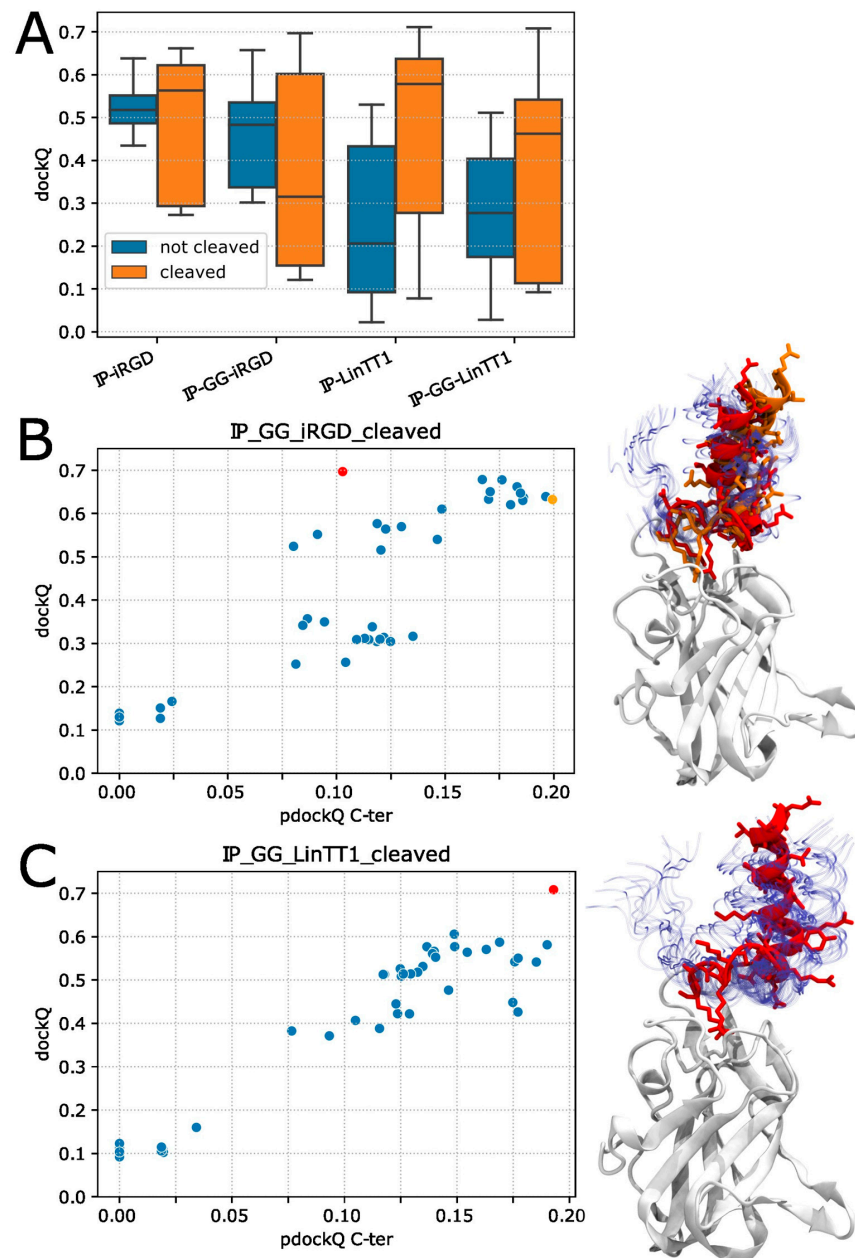 A
dockQ
0.7
0.6
0.5
0.4
0.3
0.2
0.1
0.0
not cleaved
cleaved
IP-iRGD
IP-GG-iRGD
IP-LinTT1
IP-GG-LinTT1
B
IP_GG_iRGD_cleaved
dockQ
0.7
0.6
0.5
0.4
0.3
0.2
0.1
0.0
0.00 0.05 0.10 0.15 0.20
pdockQ C-ter
C
IP_GG_LinTT1_cleaved
dockQ
0.7
0.6
0.5
0.4
0.3
0.2
0.1
0.0
0.00 0.05 0.10 0.15 0.20
pdockQ C-ter